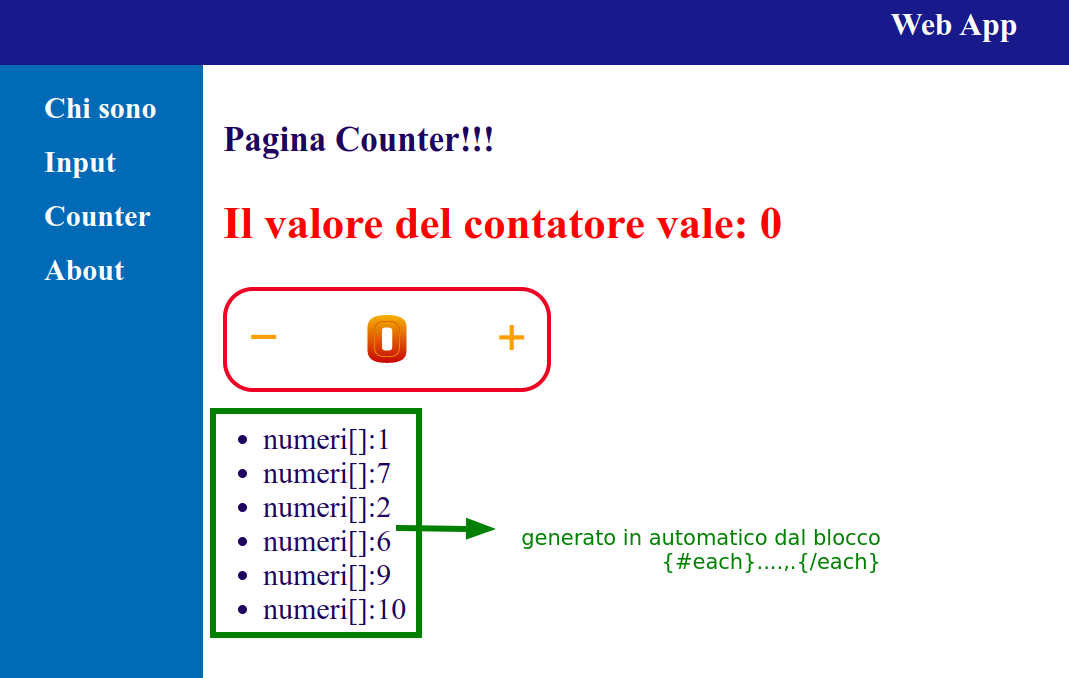 Web App
Chi sono
Input
Counter
About
Pagina Counter!!!
Il valore del contatore vale: 0
− 0 +
numeri[]:1
numeri[]:7
numeri[]:2
numeri[]:6
numeri[]:9
numeri[]:10
generato in automatico dal blocco
{#each}....,.{/each}